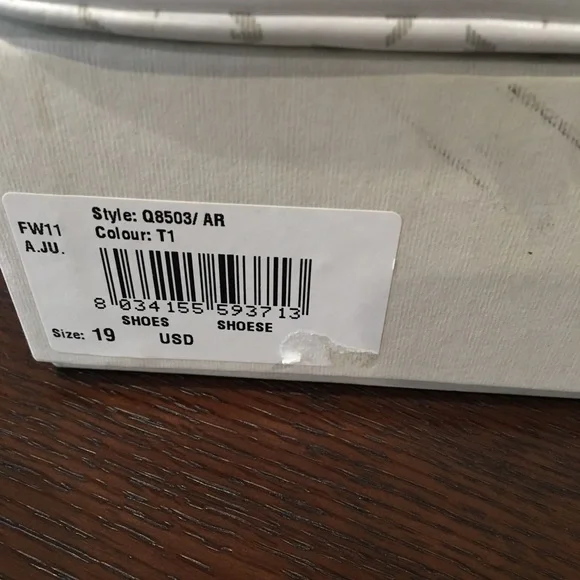 FW11
A.JU.
Style: Q8503/ AR
Colour: T1
8 034155 593713
SHOES SHOESE
Size: 19 USD